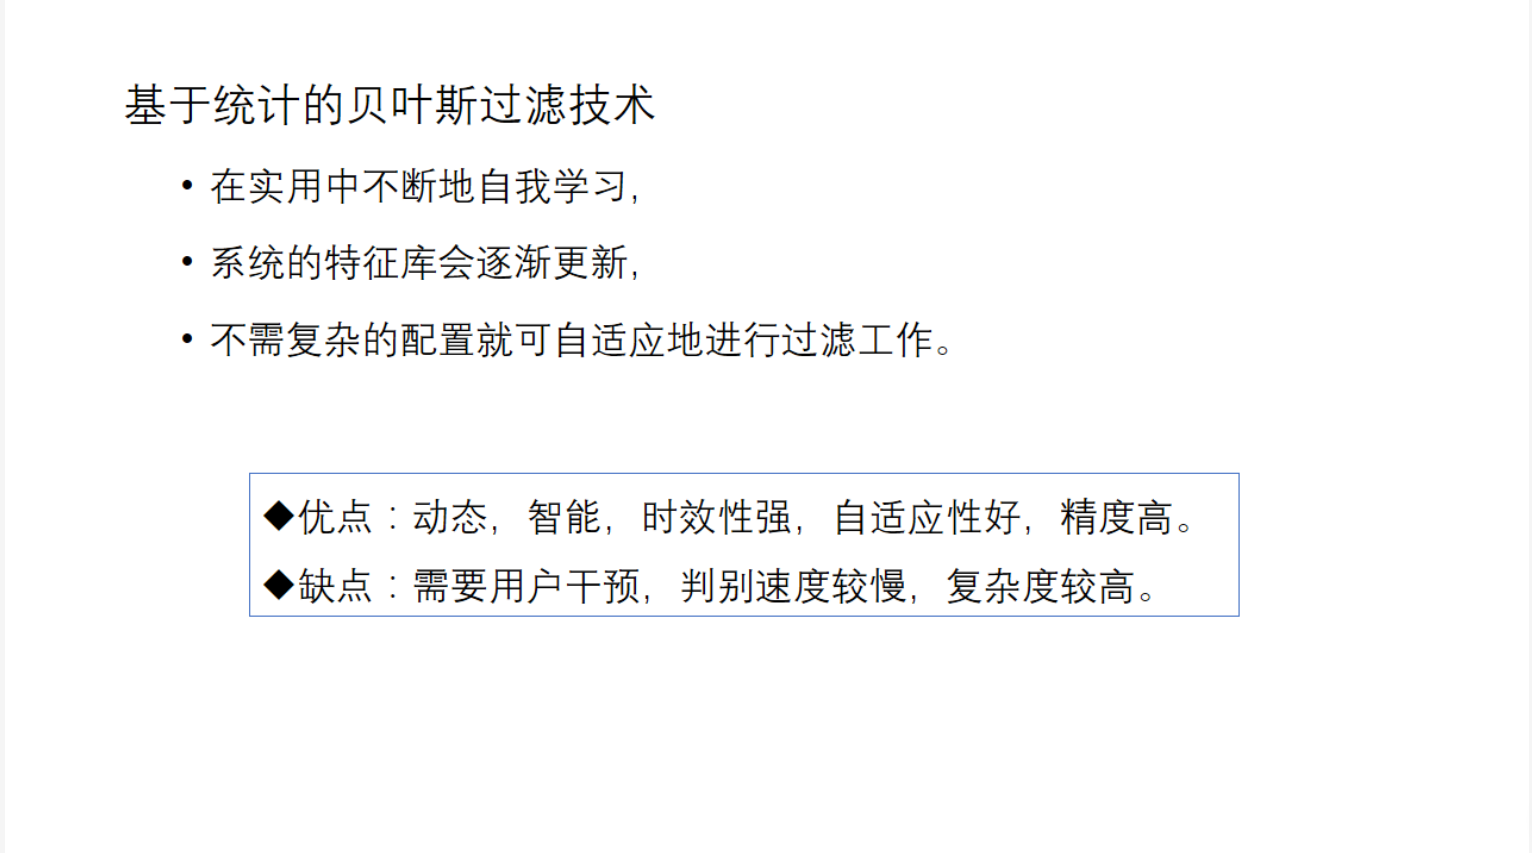 基于统计的贝叶斯过滤技术
• 在实用中不断地自我学习,
• 系统的特征库会逐渐更新,
• 不需复杂的配置就可自适应地进行过滤工作。
◆优点：动态，智能，时效性强，自适应性好，精度高。
◆缺点：需要用户干预，判别速度较慢，复杂度较高。